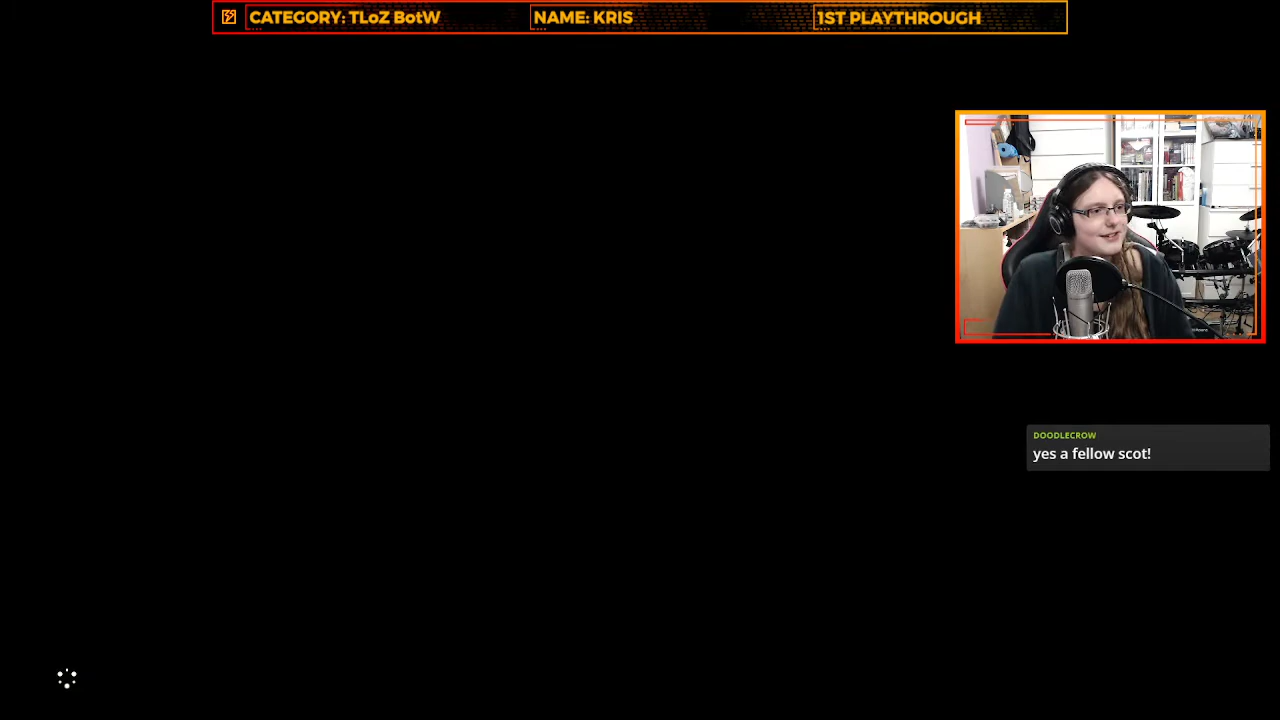 CATEGORY: TLoZ BotW
NAME: KRIS
1ST PLAYTHROUGH
DOODLECROW
yes a fellow scot!